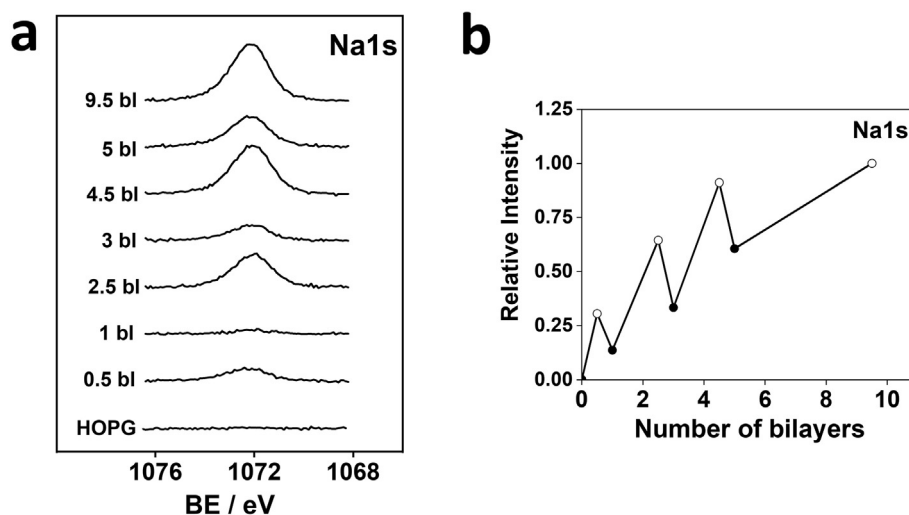 a
Na1s
9.5 bl
5 bl
4.5 bl
3 bl
2.5 bl
1 bl
0.5 bl
HOPG
1076 1072 1068
BE / eV
b
Na1s
Relative Intensity
1.25
1.00
0.75
0.50
0.25
0.00
0 2 4 6 8 10
Number of bilayers